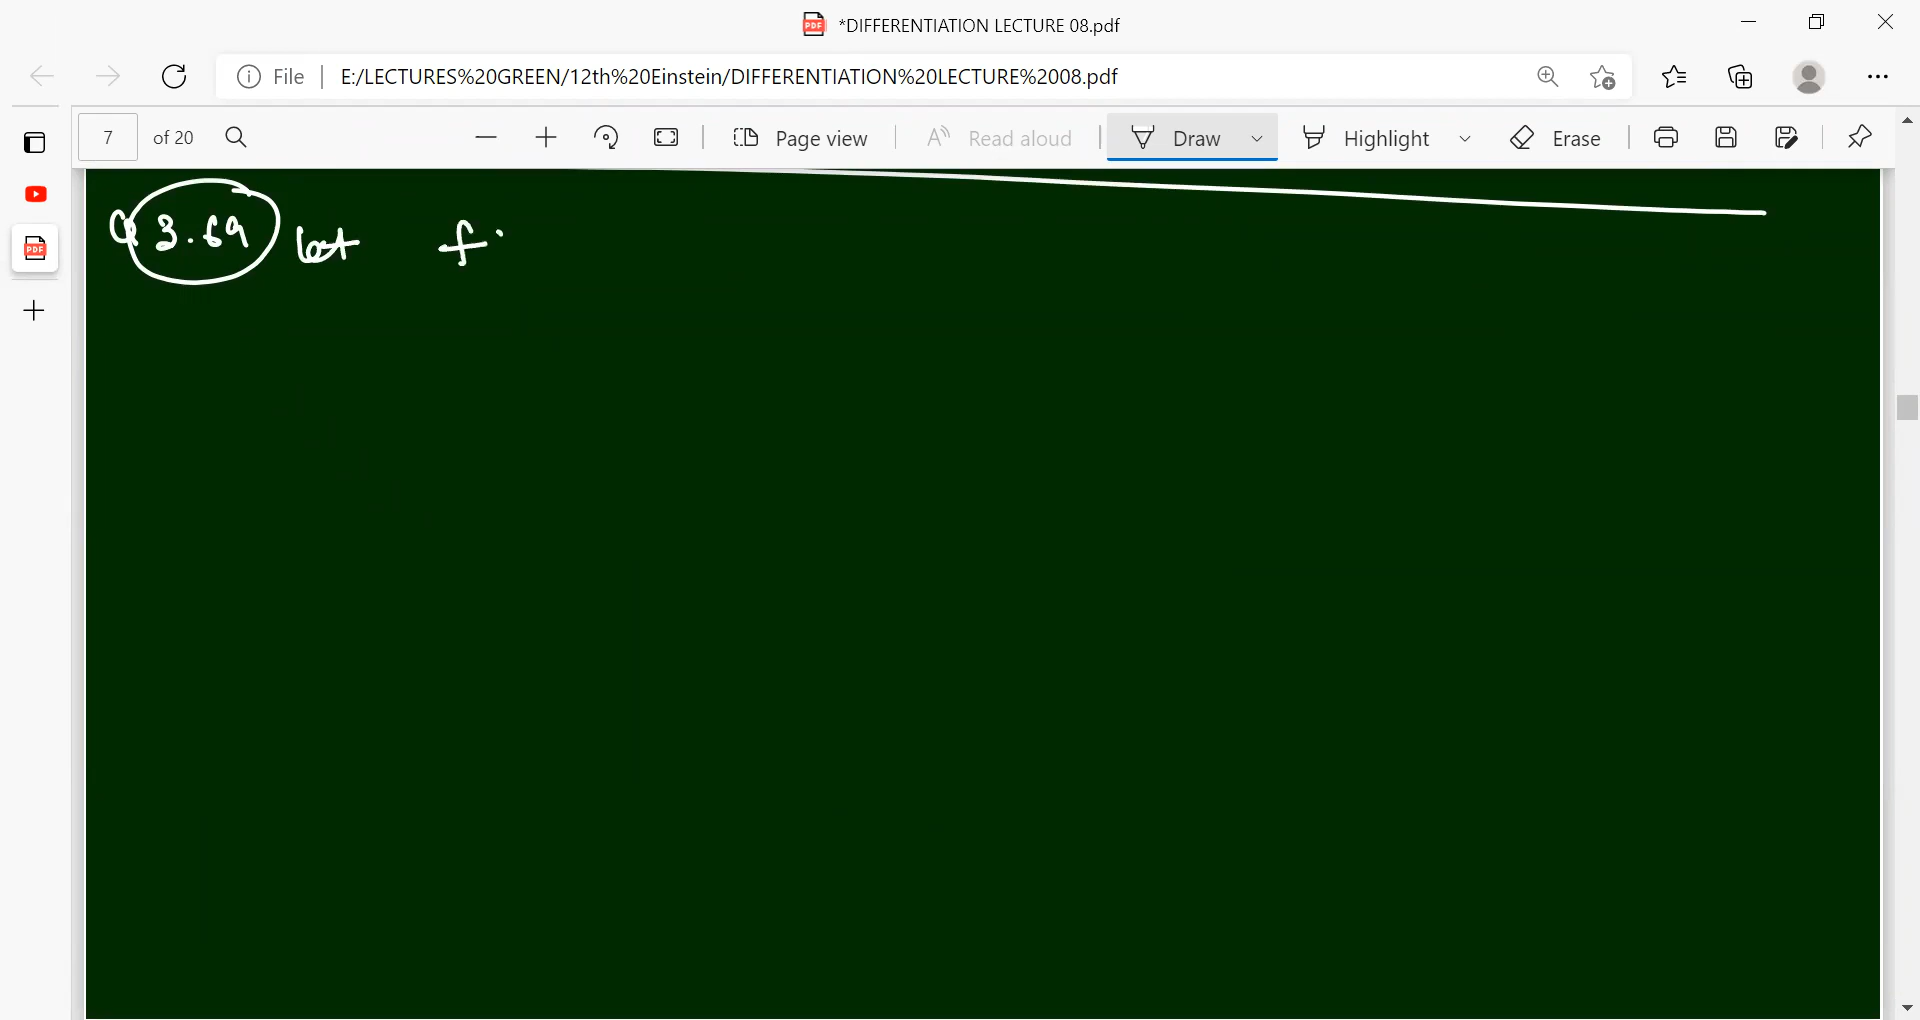 *DIFFERENTIATION LECTURE 08.pdf
File E:/LECTURES%20GREEN/12th%20Einstein/DIFFERENTIATION%20LECTURE%2008.pdf
7 of 20 Page view Read aloud Draw Highlight Erase
Q 3.69 let f: